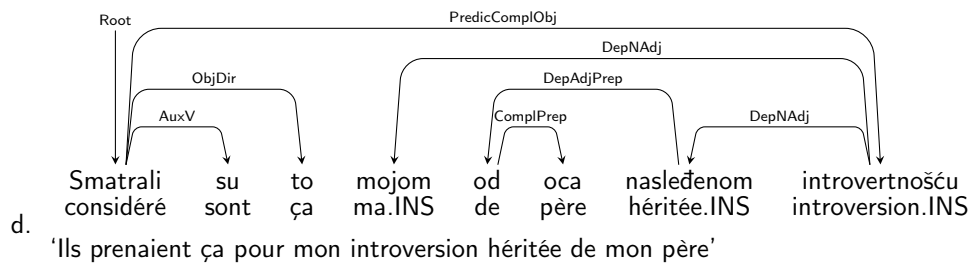 Root
PredicComplObj
DepNAdj
ObjDir
DepAdjPrep
AuxV
ComplPrep
DepNAdj
Smatrali su to mojom od oca nasleđenom introvertnošću
considéré sont ça ma.INS de père héritée.INS introversion.INS
d.
‘Ils prenaient ça pour mon introversion héritée de mon père’